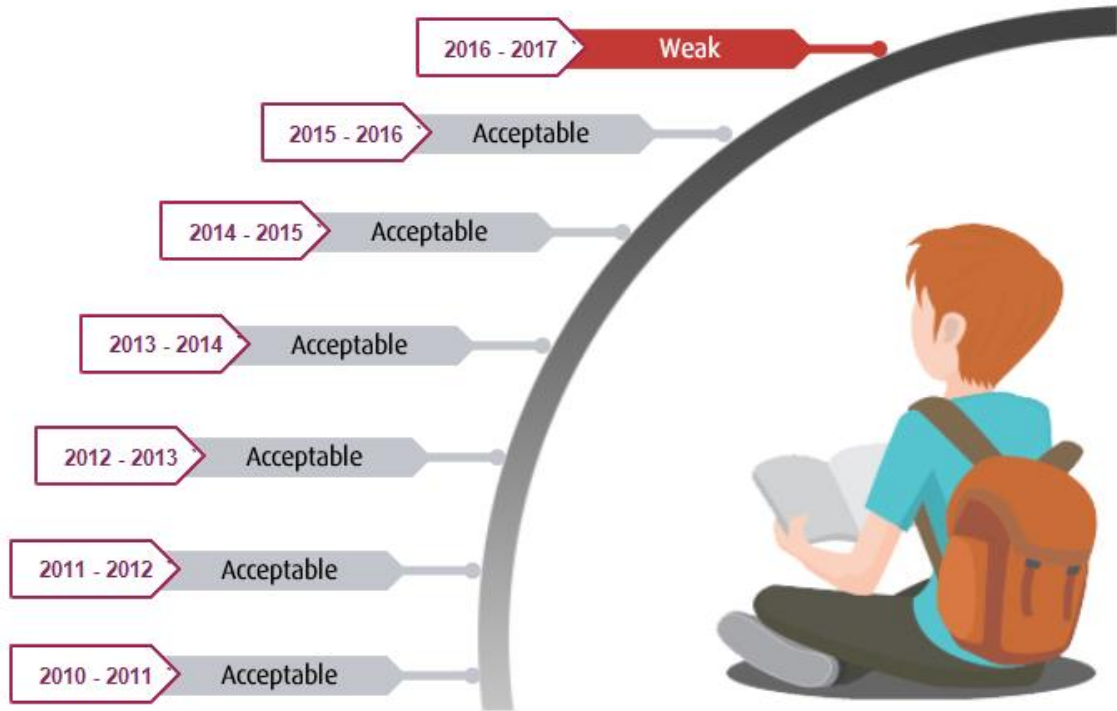 2016 - 2017 Weak
2015 - 2016 Acceptable
2014 - 2015 Acceptable
2013 - 2014 Acceptable
2012 - 2013 Acceptable
2011 - 2012 Acceptable
2010 - 2011 Acceptable